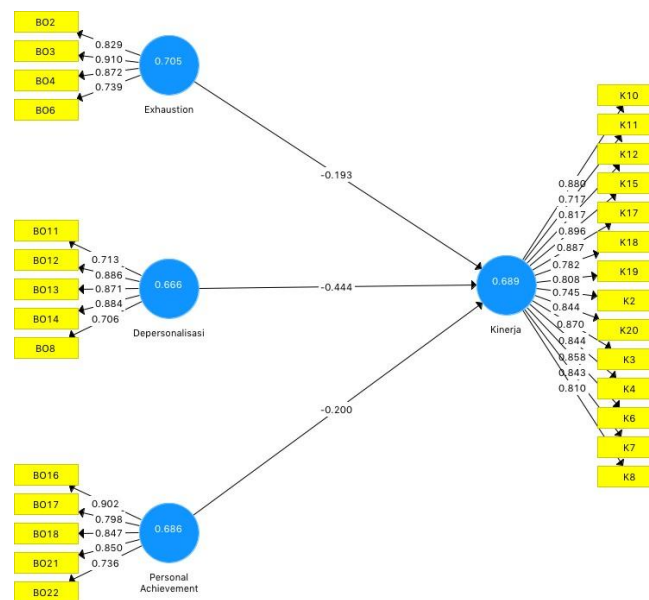 BO2
BO3
BO4
BO6
0.829
0.910
0.872
0.739
0.705
Exhaustion
-0.193
BO11
BO12
BO13
BO14
BO8
0.713
0.886
0.871
0.884
0.706
0.666
Depersonalisasi
-0.444
BO16
BO17
BO18
BO21
BO22
0.902
0.798
0.847
0.850
0.736
0.686
Personal
Achievement
-0.200
0.689
Kinerja
0.880
0.717
0.817
0.896
0.887
0.782
0.808
0.745
0.844
0.870
0.844
0.858
0.843
0.810
K10
K11
K12
K15
K17
K18
K19
K2
K20
K3
K4
K6
K7
K8